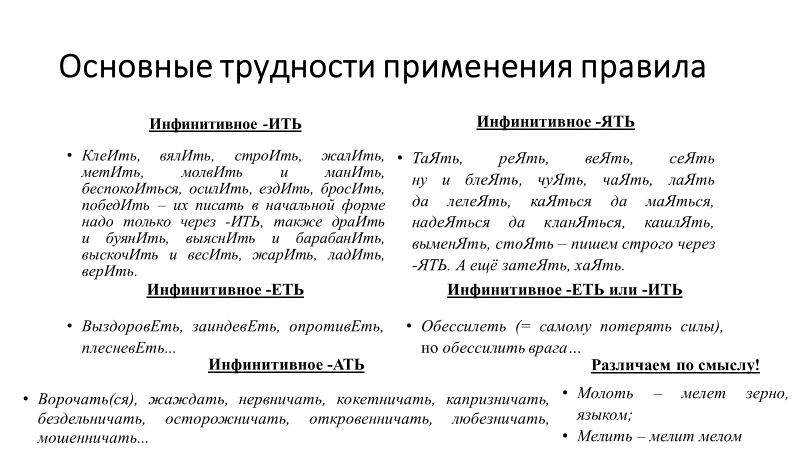 Основные трудности применения правила
Инфинитивное -ИТЬ
• КлеИть, вялИть, строИть, жалИть,
метИть, молвИть и манИть,
беспокоИться, осилИть, ездИть, бросИть,
победИть – их писать в начальной форме
надо только через -ИТЬ, также драИть
и буянИть, выяснИть и барабанИть,
выскочИть и весИть, жарИть, ладИть,
верИть.
Инфинитивное -ЯТЬ
• ТаЯть, реЯть, веЯть, сеЯть
ну и блеЯть, чуЯть, чаЯть, лаЯть
да лелеЯть, каЯться да маЯться,
надеЯться да клaнЯться, кашлЯть,
выменЯть, стоЯть – пишем строго через
-ЯТЬ. А ещё затеЯть, хаЯть.
Инфинитивное -ЕТЬ
• ВыздоровЕть, заиндевЕть, опротивЕть,
плесневЕть...
Инфинитивное -ЕТЬ или -ИТЬ
• Обессилеть (= самому потерять силы),
но обессилить врага…
Инфинитивное -АТЬ
• Ворочать(ся), жаждать, нервничать, кокетничать, капризничать,
бездельничать, осторожничать, откровенничать, любезничать,
мошенничать...
Различаем по смыслу!
• Молоть – мелет зерно,
языком;
• Мелить – мелит мелом